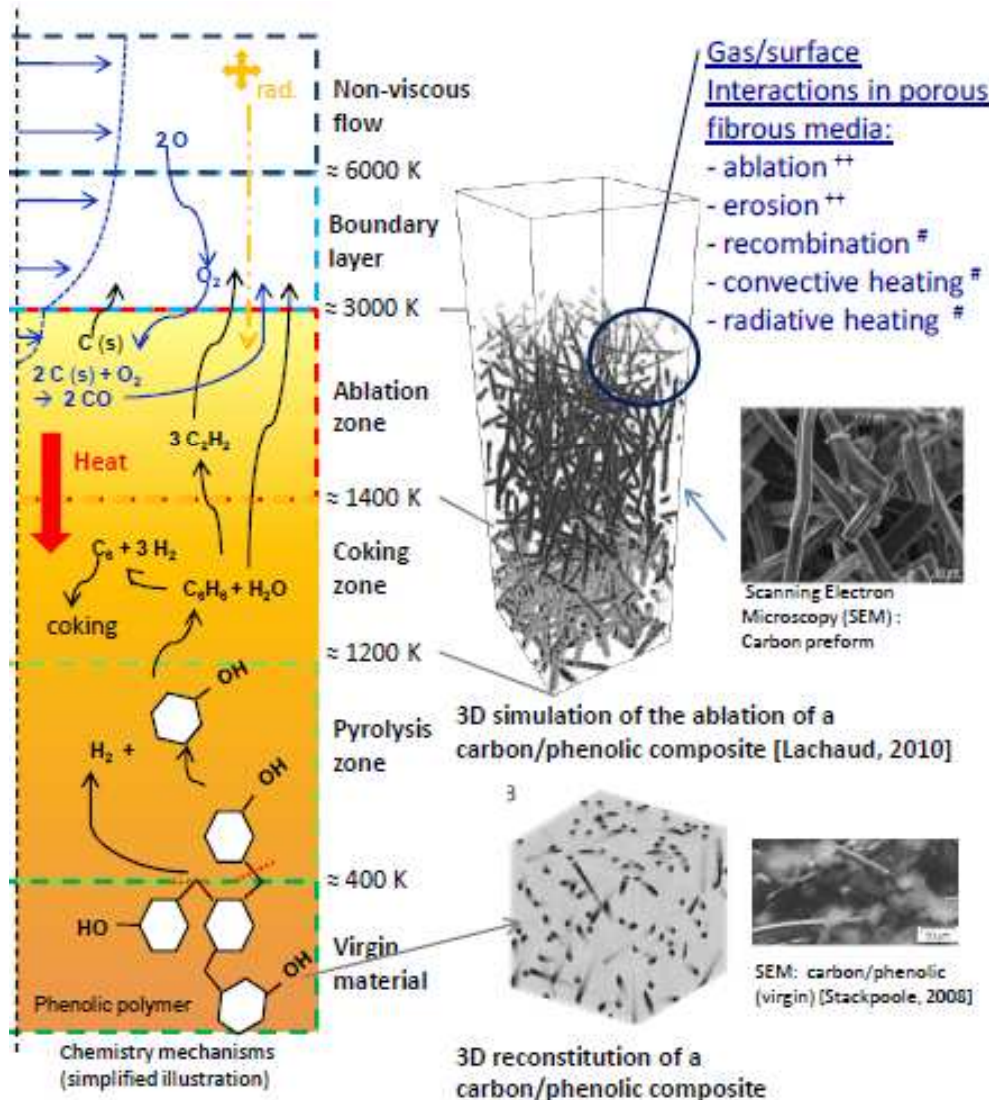 rad.
Non-viscous
flow
2 O
≈ 6000 K
Boundary
layer
O₂
≈ 3000 K
C (s)
2 C (s) + O₂
→ 2 CO
Ablation
zone
3 C₂H₂
Heat
≈ 1400 K
C₆ + 3 H₂
C₆H₆ + H₂O
Coking
zone
coking
≈ 1200 K
OH
H₂ +
Pyrolysis
zone
OH
≈ 400 K
HO
OH
Virgin
material
Phenolic polymer
Chemistry mechanisms
(simplified illustration)
Gas/surface
Interactions in porous
fibrous media:
- ablation ⁺⁺
- erosion ⁺⁺
- recombination #
- convective heating #
- radiative heating #
Scanning Electron
Microscopy (SEM) :
Carbon preform
3D simulation of the ablation of a
carbon/phenolic composite [Lachaud, 2010]
SEM: carbon/phenolic
(virgin) [Stackpoole, 2008]
3D reconstitution of a
carbon/phenolic composite